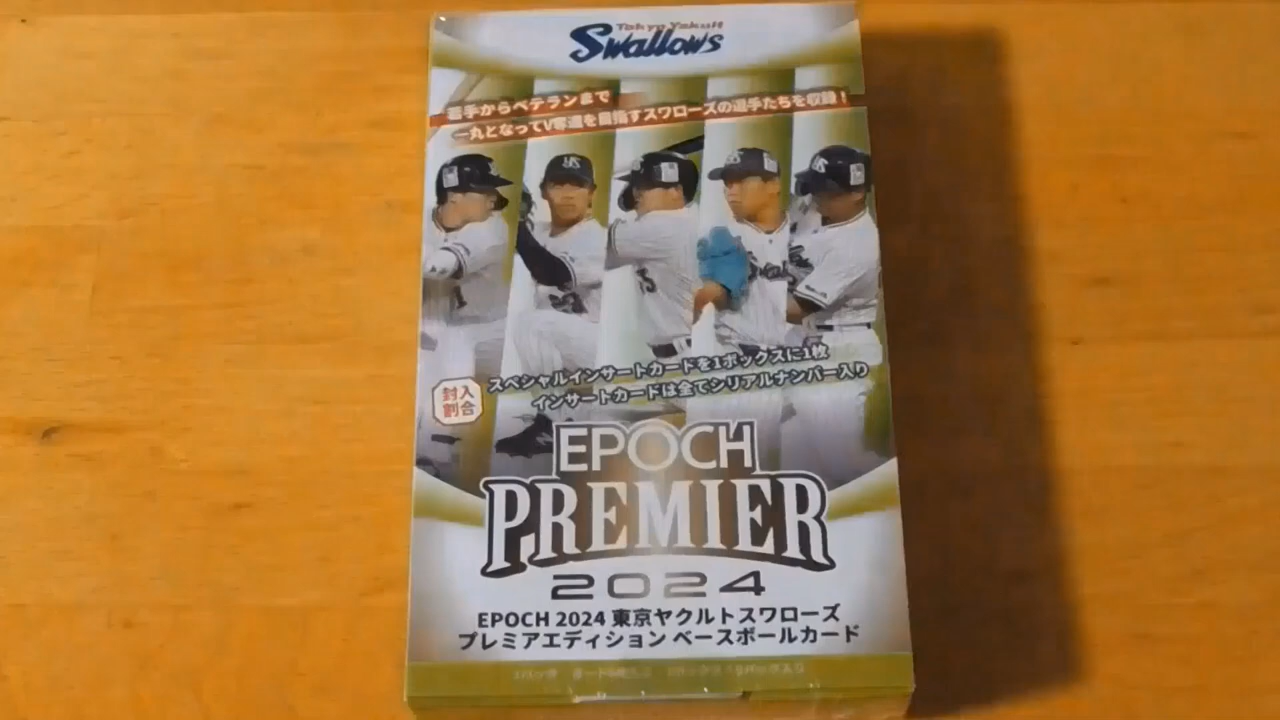 Tokyo Yakult
Swallows
若手からベテランまで
一丸となってV奪還を目指すスワローズの選手たちを収録！
封入
割合
スペシャルインサートカードを1ボックスに1枚
インサートカードは全てシリアルナンバー入り
EPOCH
PREMIER
2024
EPOCH 2024 東京ヤクルトスワローズ
プレミアエディション ベースボールカード